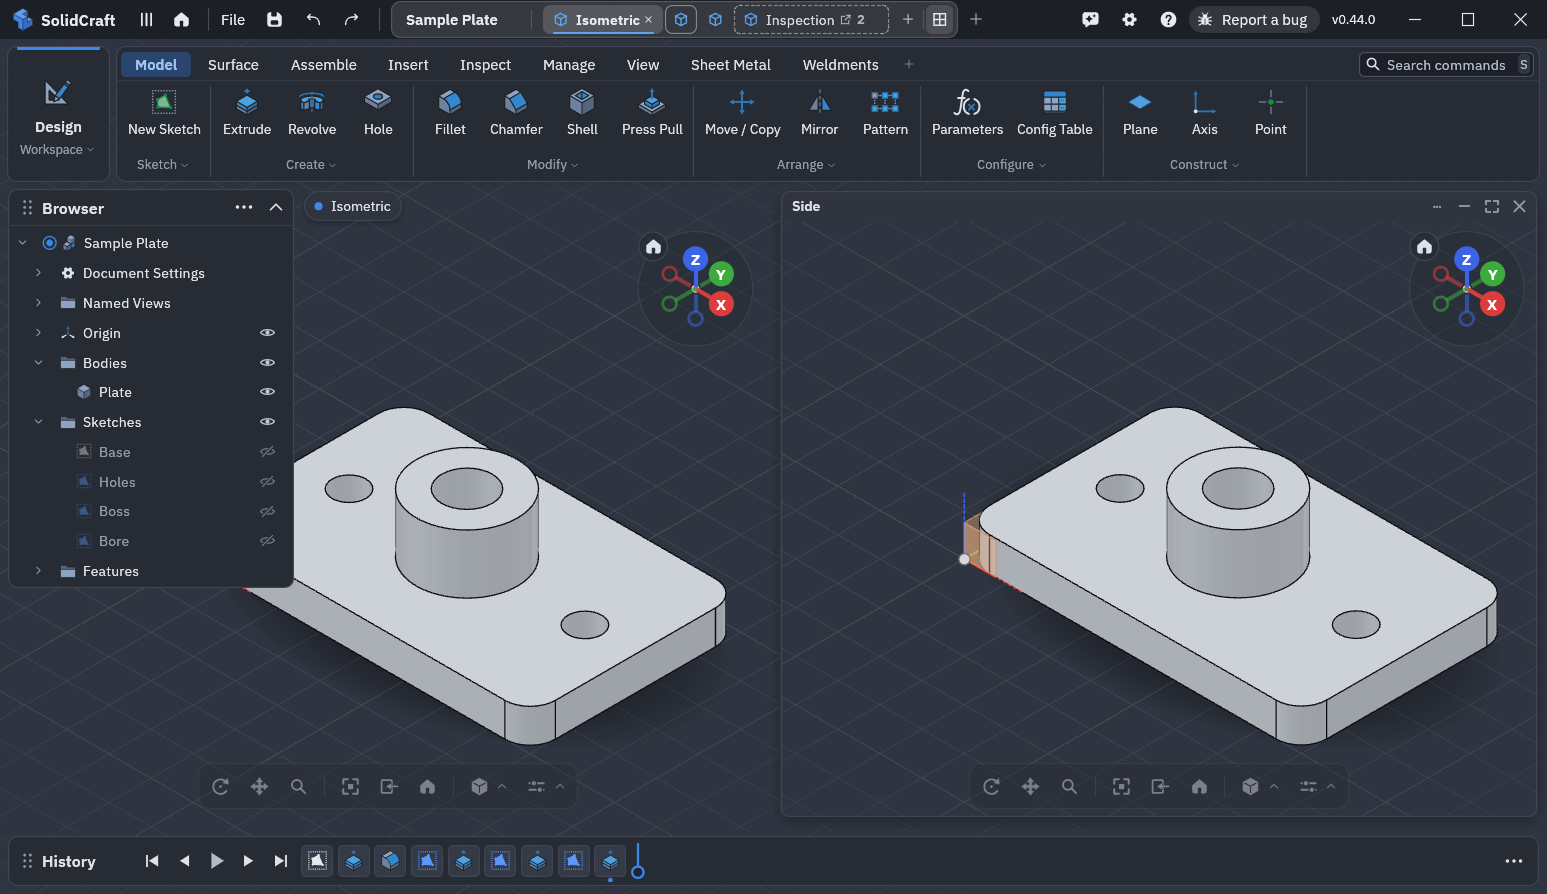 SolidCraft
File
Sample Plate
Isometric ×
Inspection 2
Report a bug
v0.44.0
Design
Workspace
Model
Surface
Assemble
Insert
Inspect
Manage
View
Sheet Metal
Weldments
Search commands S
New Sketch
Extrude
Revolve
Hole
Fillet
Chamfer
Shell
Press Pull
Move / Copy
Mirror
Pattern
Parameters
Config Table
Plane
Axis
Point
Sketch
Create
Modify
Arrange
Configure
Construct
Browser
Sample Plate
Document Settings
Named Views
Origin
Bodies
Plate
Sketches
Base
Holes
Boss
Bore
Features
Isometric
Z
Y
X
Side
Z
Y
X
History